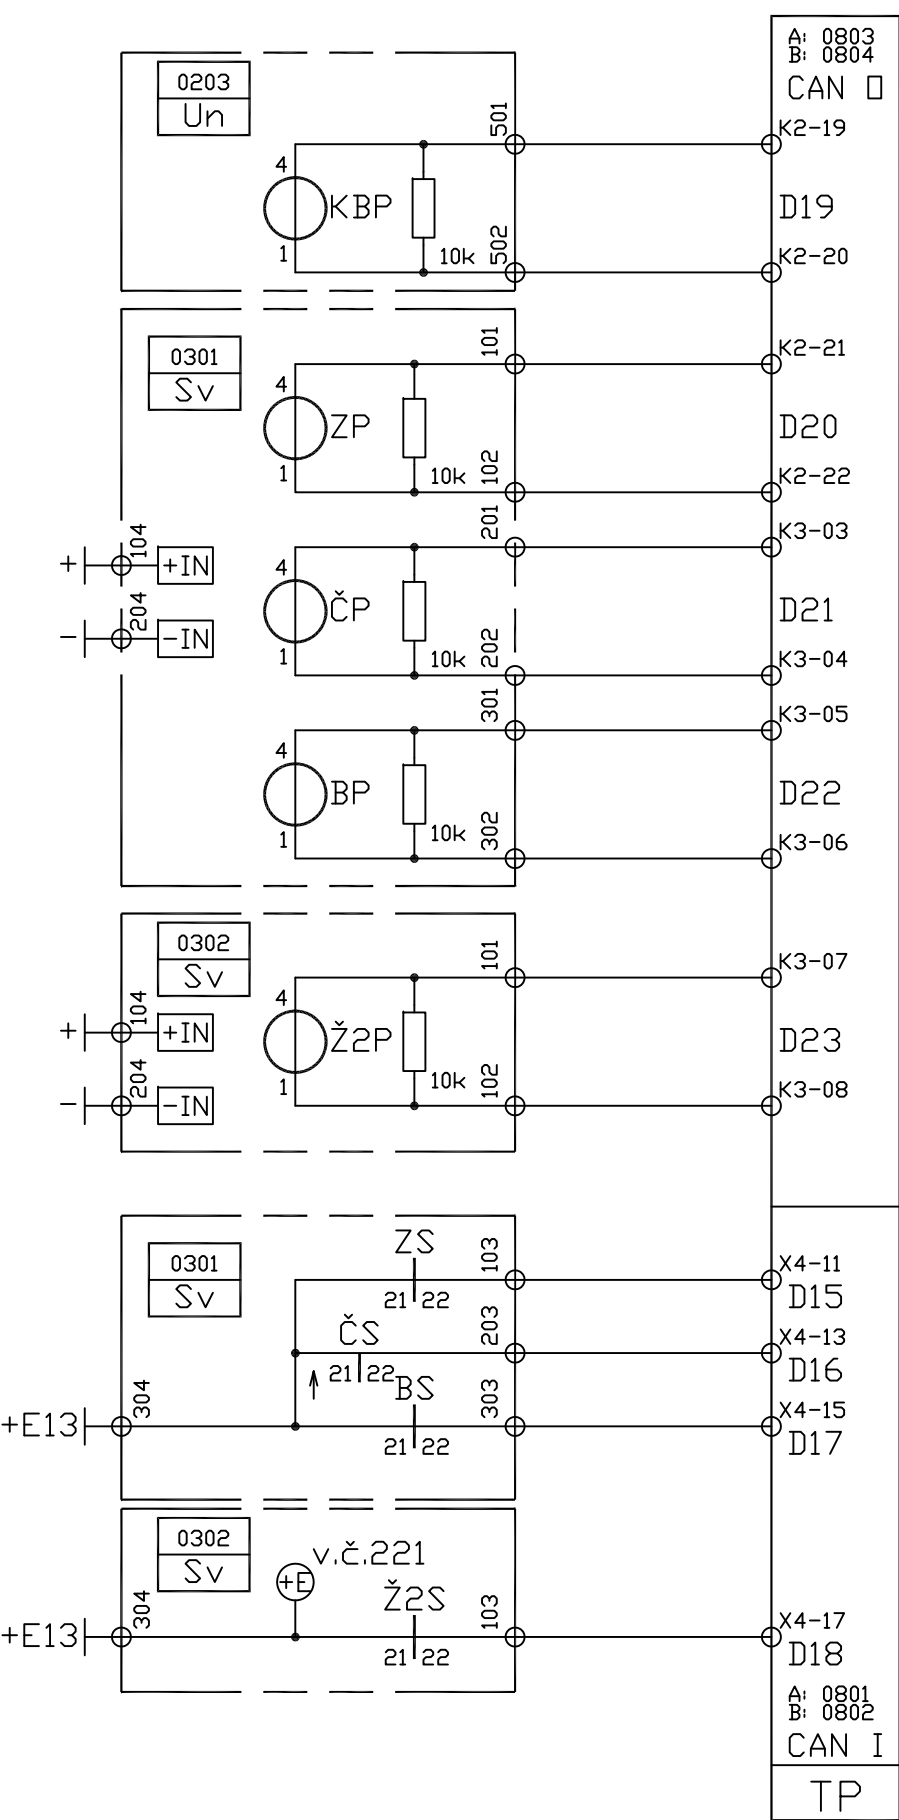 A: 0803
B: 0804
CAN O
0203
Un
501
K2-19
4
KBP
D19
1
10k
502
K2-20
0301
Sv
101
K2-21
4
ZP
D20
1
10k
102
K2-22
201
K3-03
+
104
+IN
4
ČP
D21
-
204
-IN
1
10k
202
K3-04
301
K3-05
4
BP
D22
1
10k
302
K3-06
0302
Sv
101
K3-07
4
+
104
+IN
Ž2P
D23
-
204
-IN
1
10k
102
K3-08
0301
Sv
ZS
103
X4-11
21 22
D15
ČS
203
X4-13
21 22
D16
BS
+E13
304
303
X4-15
21 22
D17
0302
Sv
v.č.221
+E
Ž2S
+E13
304
103
X4-17
21 22
D18
A: 0801
B: 0802
CAN I
TP